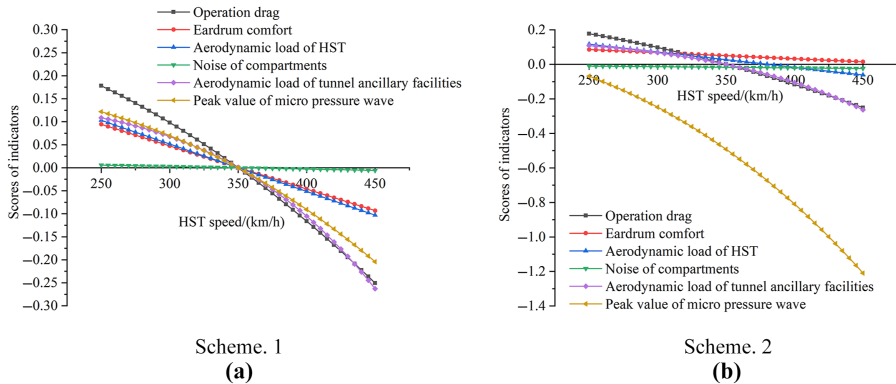 Operation drag
Eardrum comfort
Aerodynamic load of HST
Noise of compartments
Aerodynamic load of tunnel ancillary facilities
Peak value of micro pressure wave
0.30
0.25
0.20
0.15
0.10
0.05
0.00
−0.05
−0.10
−0.15
−0.20
−0.25
−0.30
Scores of indicators
250 300 350 400 450
HST speed/(km/h)
Scheme. 1
(a)
0.2
0.0
−0.2
−0.4
−0.6
−0.8
−1.0
−1.2
−1.4
Scores of indicators
250 300 350 400 450
HST speed/(km/h)
Operation drag
Eardrum comfort
Aerodynamic load of HST
Noise of compartments
Aerodynamic load of tunnel ancillary facilities
Peak value of micro pressure wave
Scheme. 2
(b)